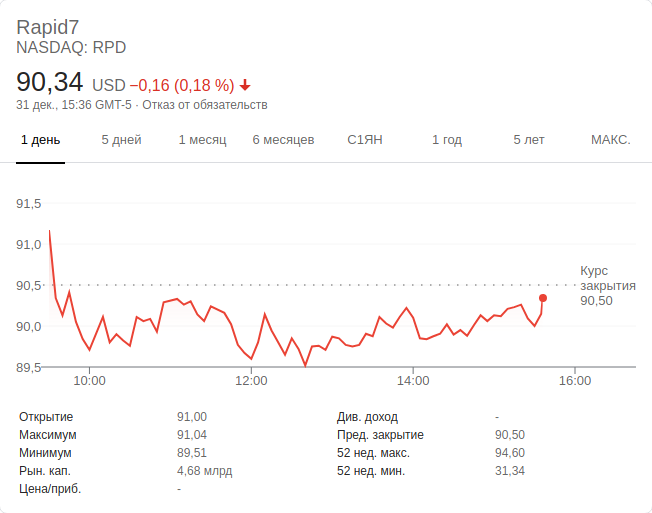 Rapid7
NASDAQ: RPD
90,34 USD −0,16 (0,18 %)
31 дек., 15:36 GMT-5 · Отказ от обязательств
1 день 5 дней 1 месяц 6 месяцев С1ЯН 1 год 5 лет МАКС.
91,5
91,0
90,5
90,0
89,5
Курс
закрытия
90,50
10:00 12:00 14:00 16:00
Открытие 91,00 Див. доход -
Максимум 91,04 Пред. закрытие 90,50
Минимум 89,51 52 нед. макс. 94,60
Рын. кап. 4,68 млрд 52 нед. мин. 31,34
Цена/приб. -